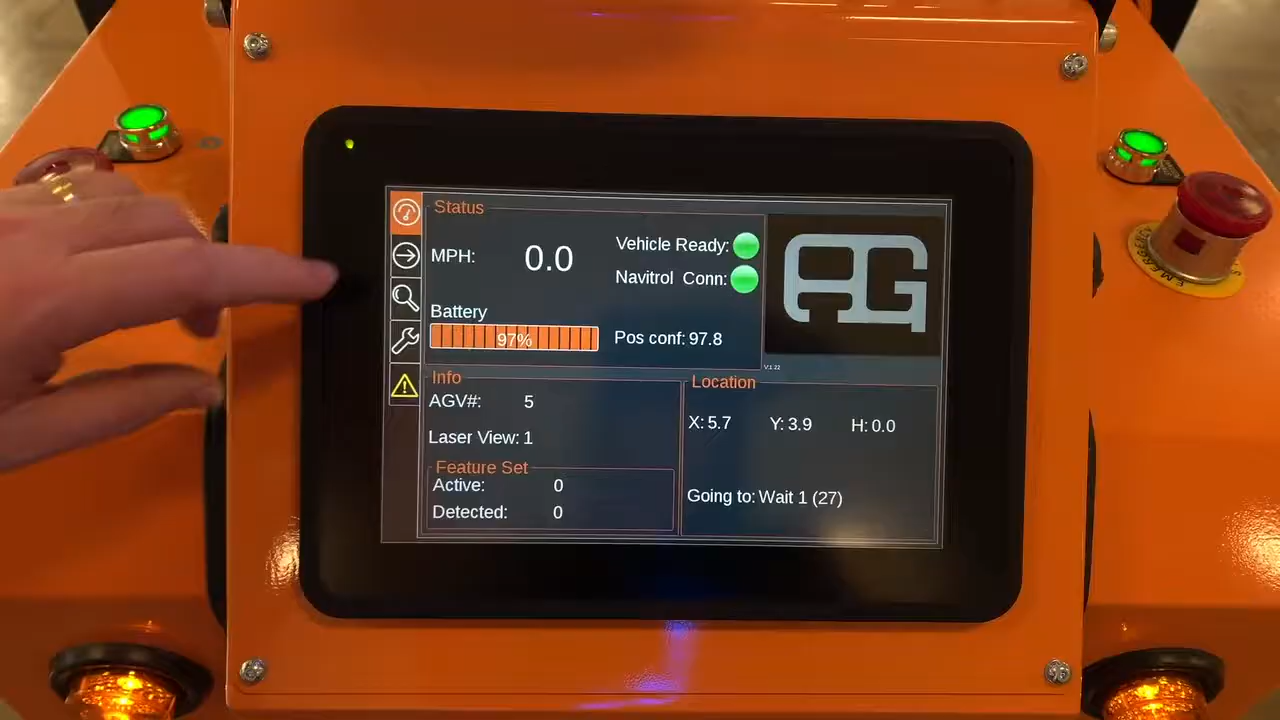 Status
MPH: 0.0
Vehicle Ready:
Navitrol Conn:
Battery
97%
Pos conf: 97.8
AG
V:1.22
Info
AGV#: 5
Laser View: 1
Feature Set
Active: 0
Detected: 0
Location
X: 5.7 Y: 3.9 H: 0.0
Going to: Wait 1 (27)